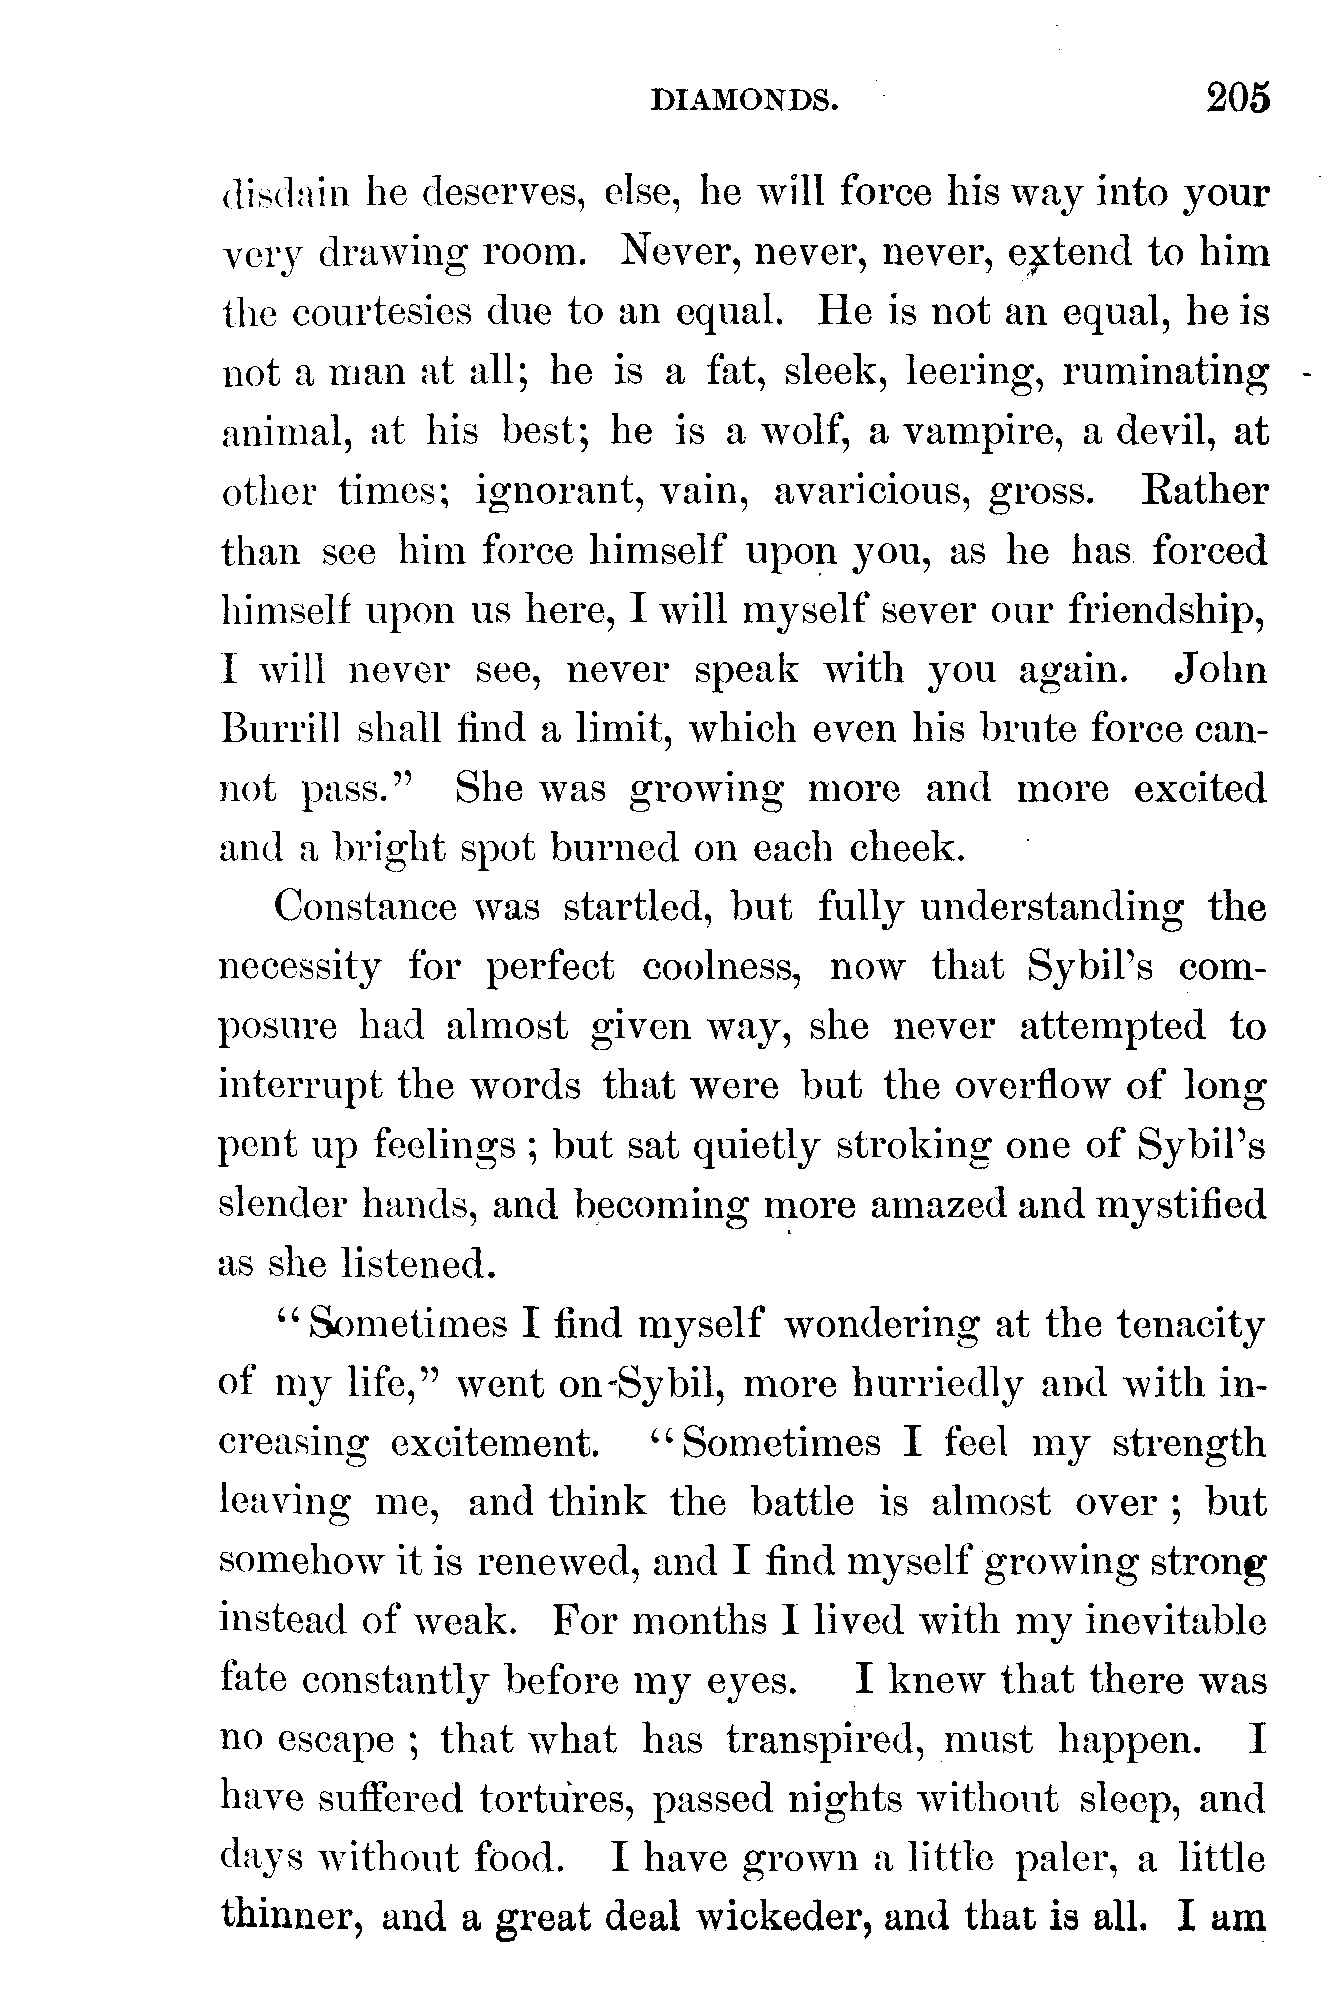 DIAMONDS. 205
disdain he deserves, else, he will force his way into your
very drawing room. Never, never, never, extend to him
the courtesies due to an equal. He is not an equal, he is
not a man at all; he is a fat, sleek, leering, ruminating
animal, at his best; he is a wolf, a vampire, a devil, at
other times; ignorant, vain, avaricious, gross. Rather
than see him force himself upon you, as he has forced
himself upon us here, I will myself sever our friendship,
I will never see, never speak with you again. John
Burrill shall find a limit, which even his brute force can-
not pass.” She was growing more and more excited
and a bright spot burned on each cheek.
Constance was startled, but fully understanding the
necessity for perfect coolness, now that Sybil’s com-
posure had almost given way, she never attempted to
interrupt the words that were but the overflow of long
pent up feelings ; but sat quietly stroking one of Sybil’s
slender hands, and becoming more amazed and mystified
as she listened.
“Sometimes I find myself wondering at the tenacity
of my life,” went on Sybil, more hurriedly and with in-
creasing excitement. “Sometimes I feel my strength
leaving me, and think the battle is almost over ; but
somehow it is renewed, and I find myself growing strong
instead of weak. For months I lived with my inevitable
fate constantly before my eyes. I knew that there was
no escape ; that what has transpired, must happen. I
have suffered tortures, passed nights without sleep, and
days without food. I have grown a little paler, a little
thinner, and a great deal wickeder, and that is all. I am